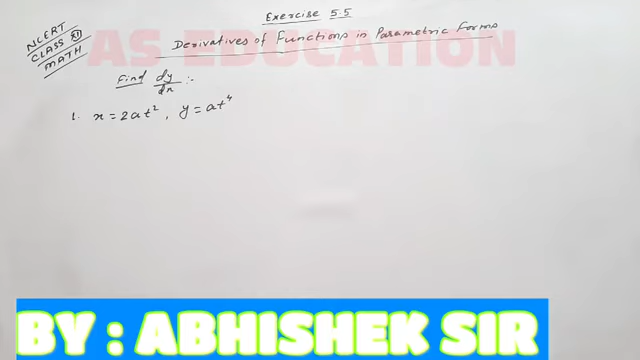 Exercise 5.5
NCERT
CLASS XII
MATH
AS EDUCATION
Derivatives of Functions in Parametric Forms
Find dy/dx :-
1. x = 2at², y = at⁴
BY : ABHISHEK SIR